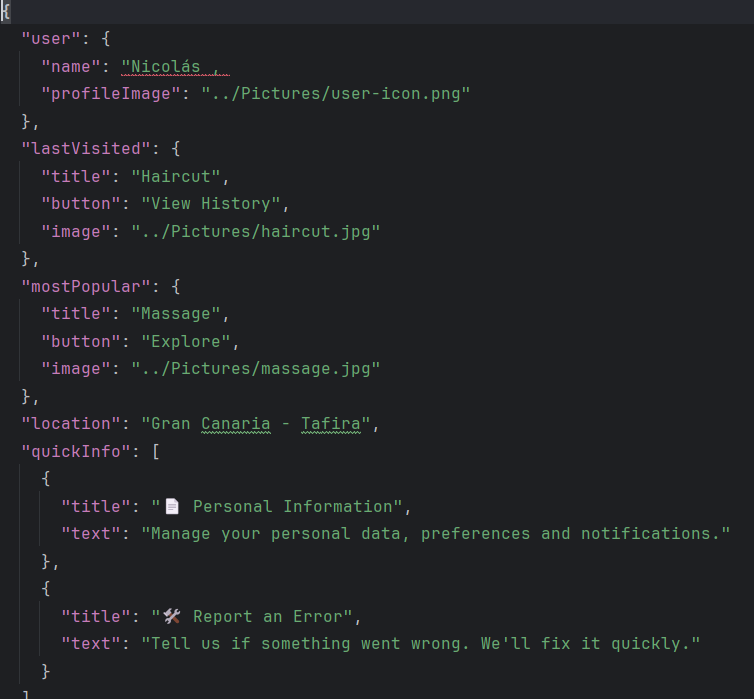 {
  "user": {
    "name": "Nicolás ,
    "profileImage": "../Pictures/user-icon.png"
  },
  "lastVisited": {
    "title": "Haircut",
    "button": "View History",
    "image": "../Pictures/haircut.jpg"
  },
  "mostPopular": {
    "title": "Massage",
    "button": "Explore",
    "image": "../Pictures/massage.jpg"
  },
  "location": "Gran Canaria - Tafira",
  "quickInfo": [
    {
      "title": "📄 Personal Information",
      "text": "Manage your personal data, preferences and notifications."
    },
    {
      "title": "🛠️ Report an Error",
      "text": "Tell us if something went wrong. We'll fix it quickly."
    }
  ]